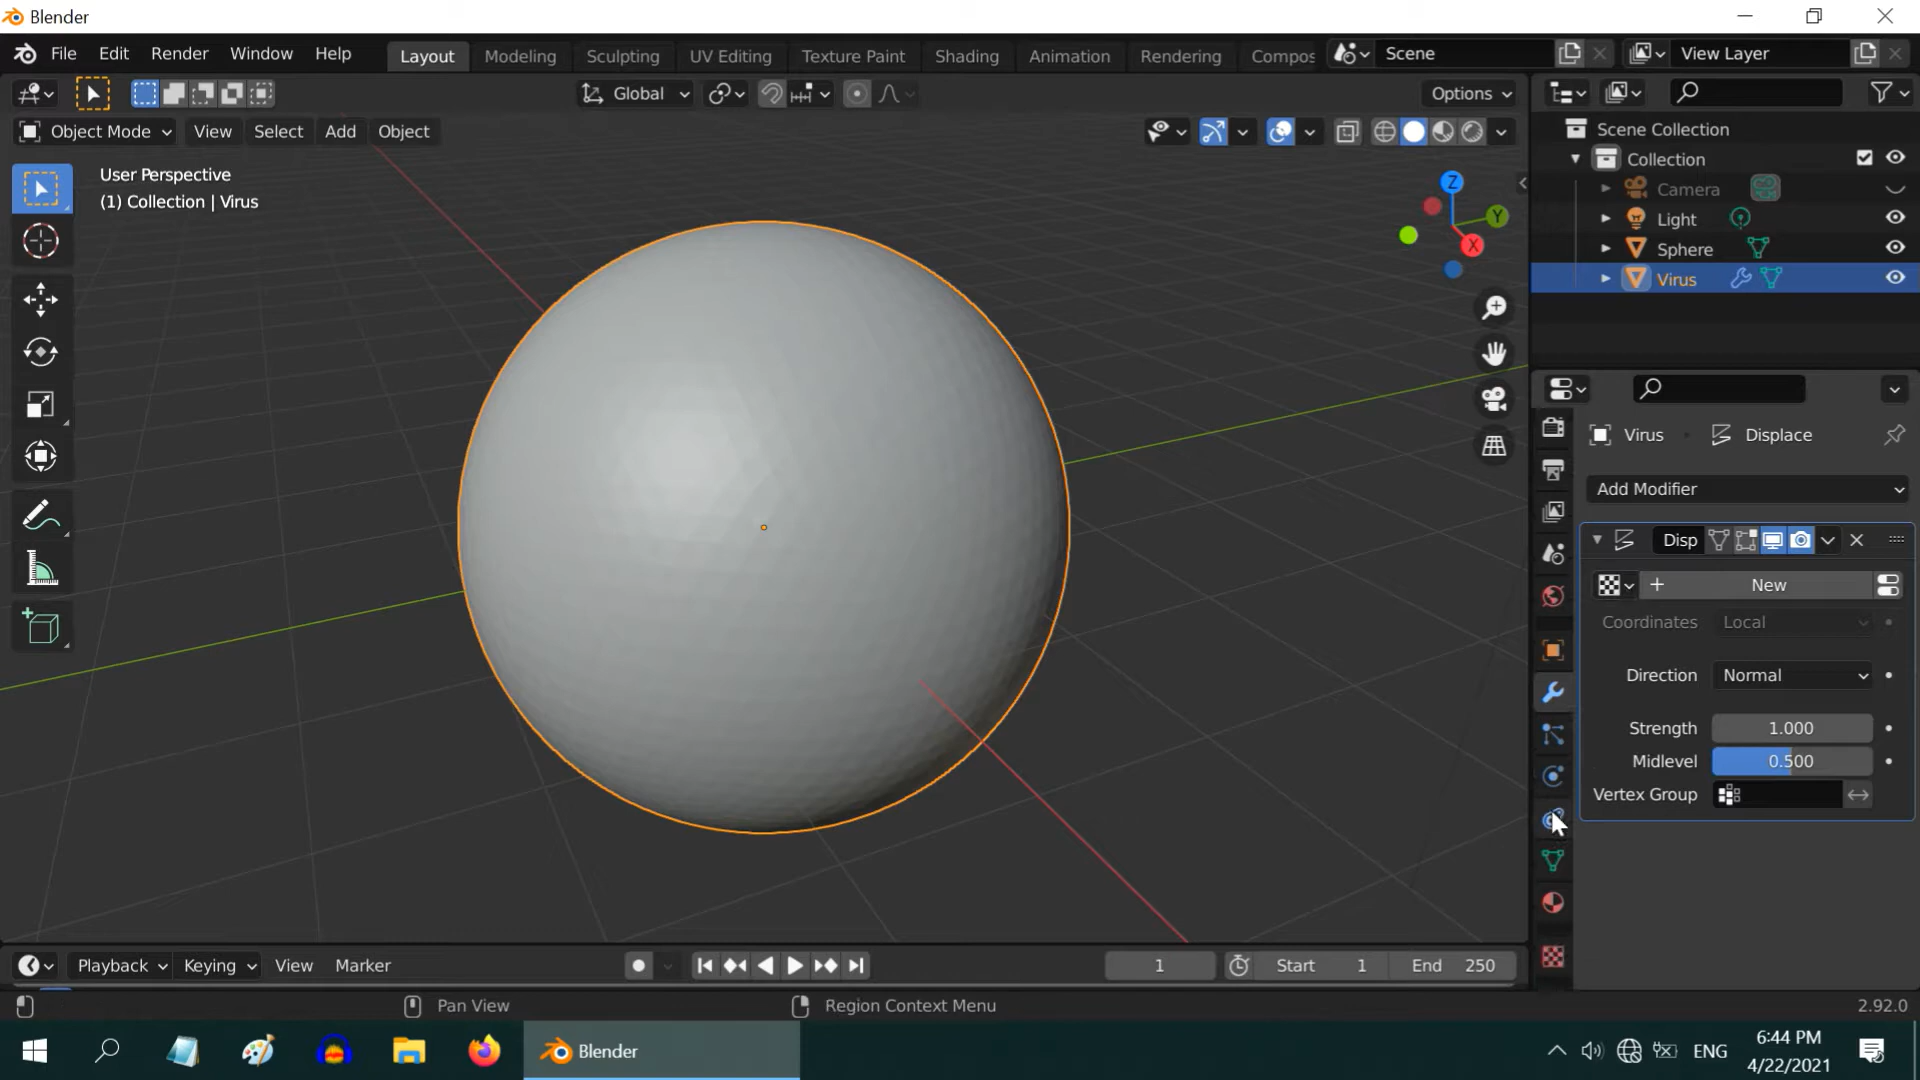 Blender
File Edit Render Window Help
Layout Modeling Sculpting UV Editing Texture Paint Shading Animation Rendering Compos
Scene
View Layer
Global
Options
Object Mode View Select Add Object
User Perspective
(1) Collection | Virus
Z
Y
X
Scene Collection
Collection
Camera
Light
Sphere
Virus
Virus Displace
Add Modifier
Disp
New
Coordinates Local
Direction Normal
Strength 1.000
Midlevel 0.500
Vertex Group
Playback Keying View Marker
1
Start 1
End 250
Pan View
Region Context Menu
2.92.0
Blender
ENG
6:44 PM
4/22/2021